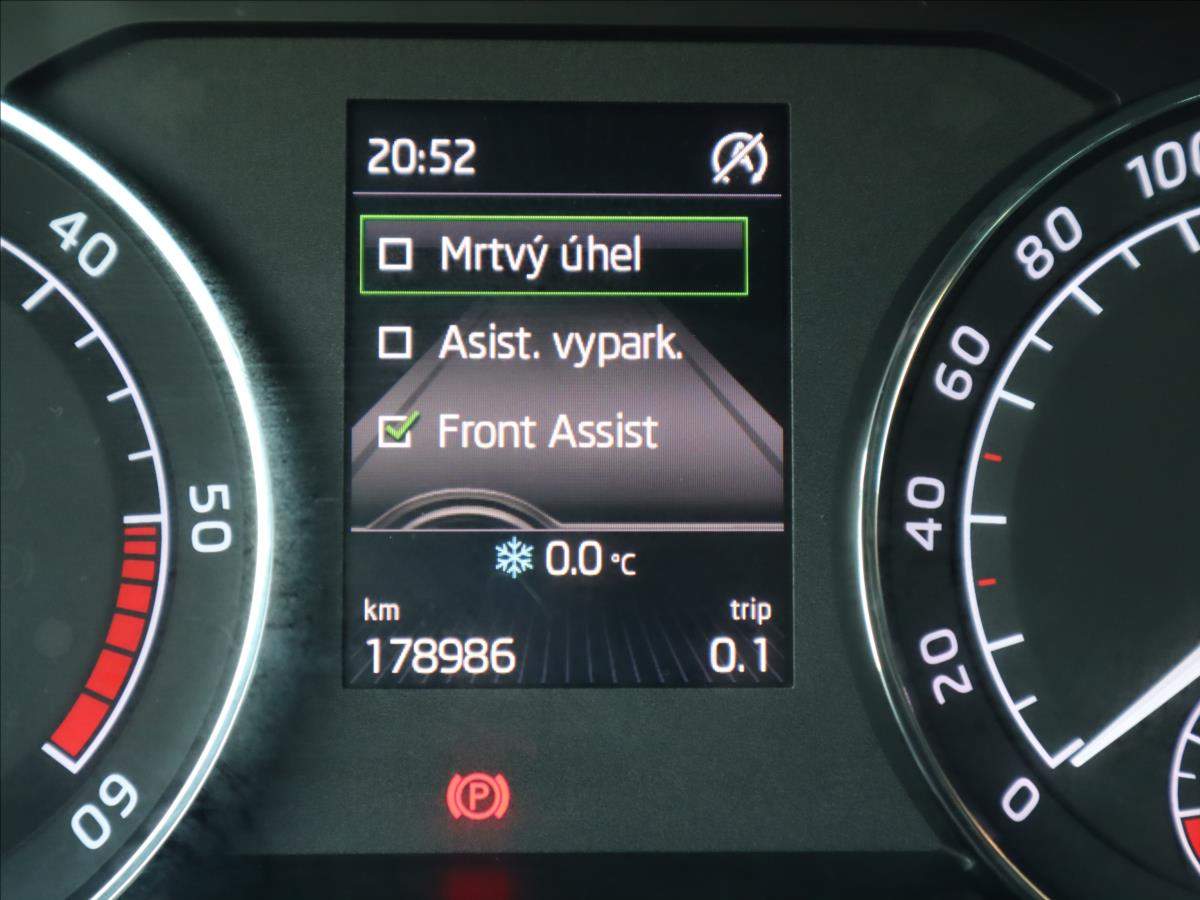 20:52
Mrtvý úhel
Asist. vypark.
Front Assist
0.0 °C
km trip
178986 0.1
40
50
60
100
80
60
40
20
0
P